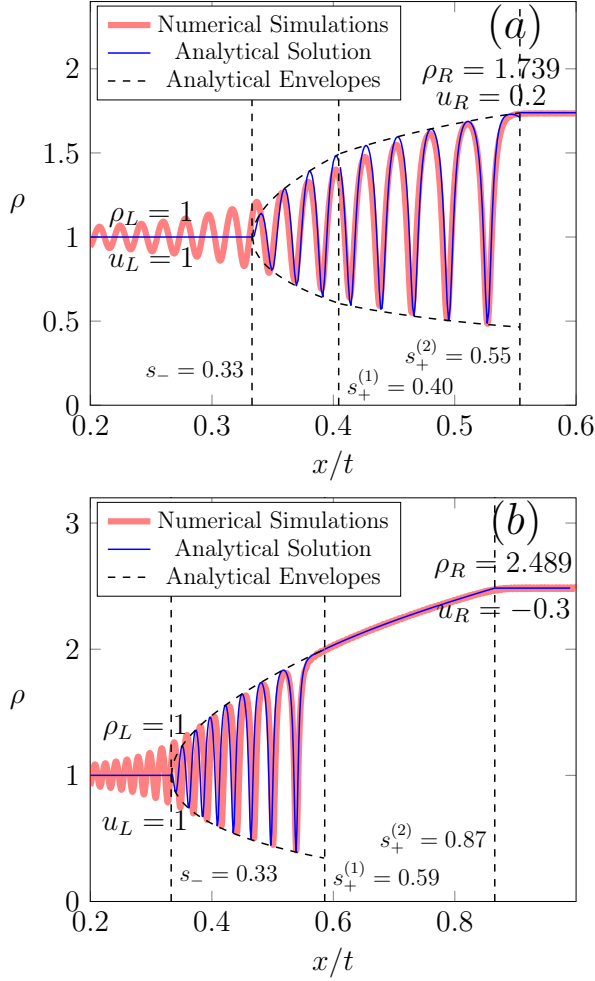 (a)
Numerical Simulations
Analytical Solution
Analytical Envelopes
2
1.5
1
0.5
0
ρ
ρ_R = 1.739
u_R = 0.2
ρ_L = 1
u_L = 1
s_- = 0.33
s_+^{(1)} = 0.40
s_+^{(2)} = 0.55
0.2 0.3 0.4 0.5 0.6
x/t
(b)
Numerical Simulations
Analytical Solution
Analytical Envelopes
3
2
1
0
ρ
ρ_R = 2.489
u_R = −0.3
ρ_L = 1
u_L = 1
s_+^{(2)} = 0.87
s_- = 0.33
s_+^{(1)} = 0.59
0.2 0.4 0.6 0.8
x/t